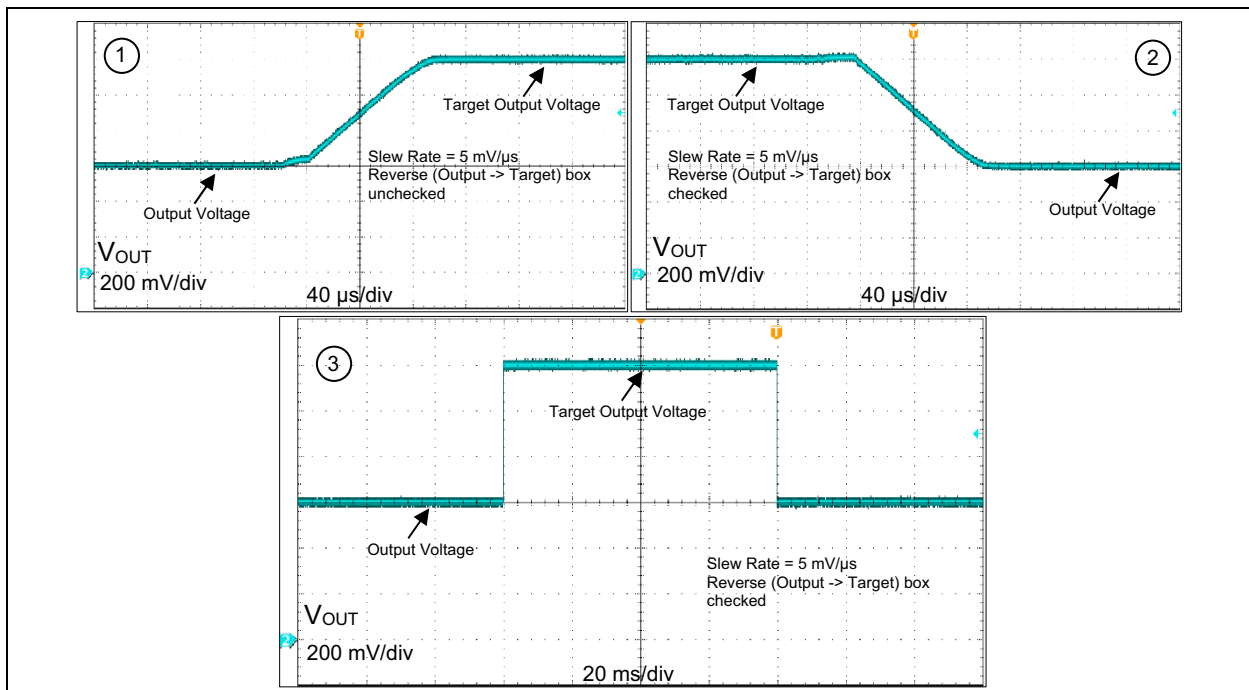 1
T
Target Output Voltage
Slew Rate = 5 mV/µs
Reverse (Output -> Target) box
unchecked
Output Voltage
VOUT
2
200 mV/div
40 µs/div
T
2
Target Output Voltage
Slew Rate = 5 mV/µs
Reverse (Output -> Target) box
checked
Output Voltage
VOUT
2
200 mV/div
40 µs/div
T
3
Target Output Voltage
Output Voltage
Slew Rate = 5 mV/µs
Reverse (Output -> Target) box
checked
VOUT
2
200 mV/div
20 ms/div